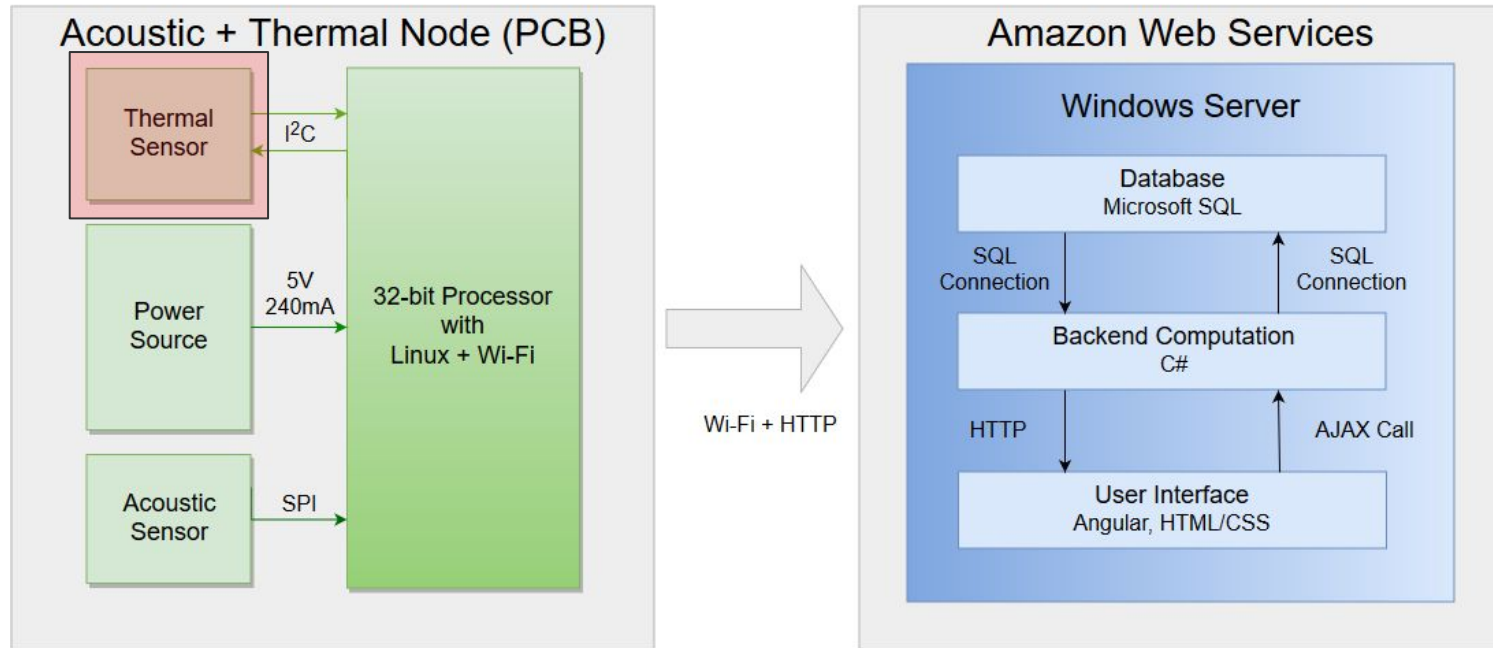 Acoustic + Thermal Node (PCB)
Thermal
Sensor
I²C
Power
Source
5V
240mA
32-bit Processor
with
Linux + Wi-Fi
Acoustic
Sensor
SPI
Wi-Fi + HTTP
Amazon Web Services
Windows Server
Database
Microsoft SQL
SQL
Connection
SQL
Connection
Backend Computation
C#
HTTP
AJAX Call
User Interface
Angular, HTML/CSS